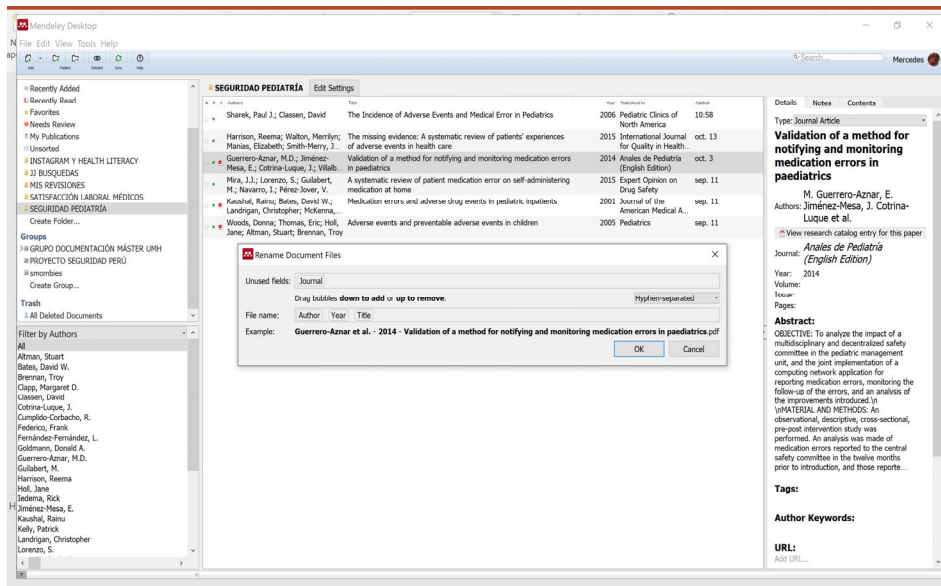 Mendeley Desktop
File Edit View Tools Help
Add Folders Related Sync Help
Search... Mercedes
Recently Added
Recently Read
Favorites
Needs Review
My Publications
Unsorted
INSTAGRAM Y HEALTH LITERACY
JJ BUSQUEDAS
MIS REVISIONES
SATISFACCIÓN LABORAL MÉDICOS
SEGURIDAD PEDIATRÍA
Create Folder...
Groups
GRUPO DOCUMENTACIÓN MÁSTER UMH
PROYECTO SEGURIDAD PERÚ
smombies
Create Group...
Trash
All Deleted Documents
Filter by Authors
All
Altman, Stuart
Bates, David W.
Brennan, Troy
Clapp, Margaret D.
Classen, David
Cotrina-Luque, J.
Cumplido-Corbacho, R.
Federico, Frank
Fernández-Fernández, L.
Goldmann, Donald A.
Guerrero-Aznar, M.D.
Guilabert, M.
Harrison, Reema
Holl, Jane
Iedema, Rick
Jiménez-Mesa, E.
Kaushal, Rainu
Kelly, Patrick
Landrigan, Christopher
Lorenzo, S.
SEGURIDAD PEDIATRÍA Edit Settings
Authors Title Year Published In Added
Sharek, Paul J.; Classen, David The Incidence of Adverse Events and Medical Error in Pediatrics 2006 Pediatric Clinics of 10:58
North America
Harrison, Reema; Walton, Merrilyn; The missing evidence: A systematic review of patients' experiences 2015 International Journal oct. 13
Manias, Elizabeth; Smith-Merry, J... of adverse events in health care for Quality in Health...
Guerrero-Aznar, M.D.; Jiménez- Validation of a method for notifying and monitoring medication errors 2014 Anales de Pediatría oct. 3
Mesa, E.; Cotrina-Luque, J.; Villalb... in paediatrics (English Edition)
Mira, J.J.; Lorenzo, S.; Guilabert, A systematic review of patient medication error on self-administering 2015 Expert Opinion on sep. 11
M.; Navarro, I.; Pérez-Jover, V. medication at home Drug Safety
Kaushal, Rainu; Bates, David W.; Medication errors and adverse drug events in pediatric inpatients 2001 Journal of the sep. 11
Landrigan, Christopher; McKenna,... American Medical A...
Woods, Donna; Thomas, Eric; Holl, Adverse events and preventable adverse events in children 2005 Pediatrics sep. 11
Jane; Altman, Stuart; Brennan, Troy
Rename Document Files
Unused fields: Journal
Drag bubbles down to add or up to remove. Hyphen-separated
File name: Author Year Title
Example: Guerrero-Aznar et al. - 2014 - Validation of a method for notifying and monitoring medication errors in paediatrics.pdf
OK Cancel
Details Notes Contents
Type: Journal Article
Validation of a method for
notifying and monitoring
medication errors in
paediatrics
M. Guerrero-Aznar, E.
Authors: Jiménez-Mesa, J. Cotrina-
Luque et al.
View research catalog entry for this paper
Journal: Anales de Pediatría
(English Edition)
Year: 2014
Volume:
Issue:
Pages:
Abstract:
OBJECTIVE: To analyze the impact of a
multidisciplinary and decentralized safety
committee in the pediatric management
unit, and the joint implementation of a
computing network application for
reporting medication errors, monitoring the
follow-up of the errors, and an analysis of
the improvements introduced.\n
\nMATERIAL AND METHODS: An
observational, descriptive, cross-sectional,
pre-post intervention study was
performed. An analysis was made of
medication errors reported to the central
safety committee in the twelve months
prior to introduction, and those reporte...
Tags:
Author Keywords:
URL:
Add URL...